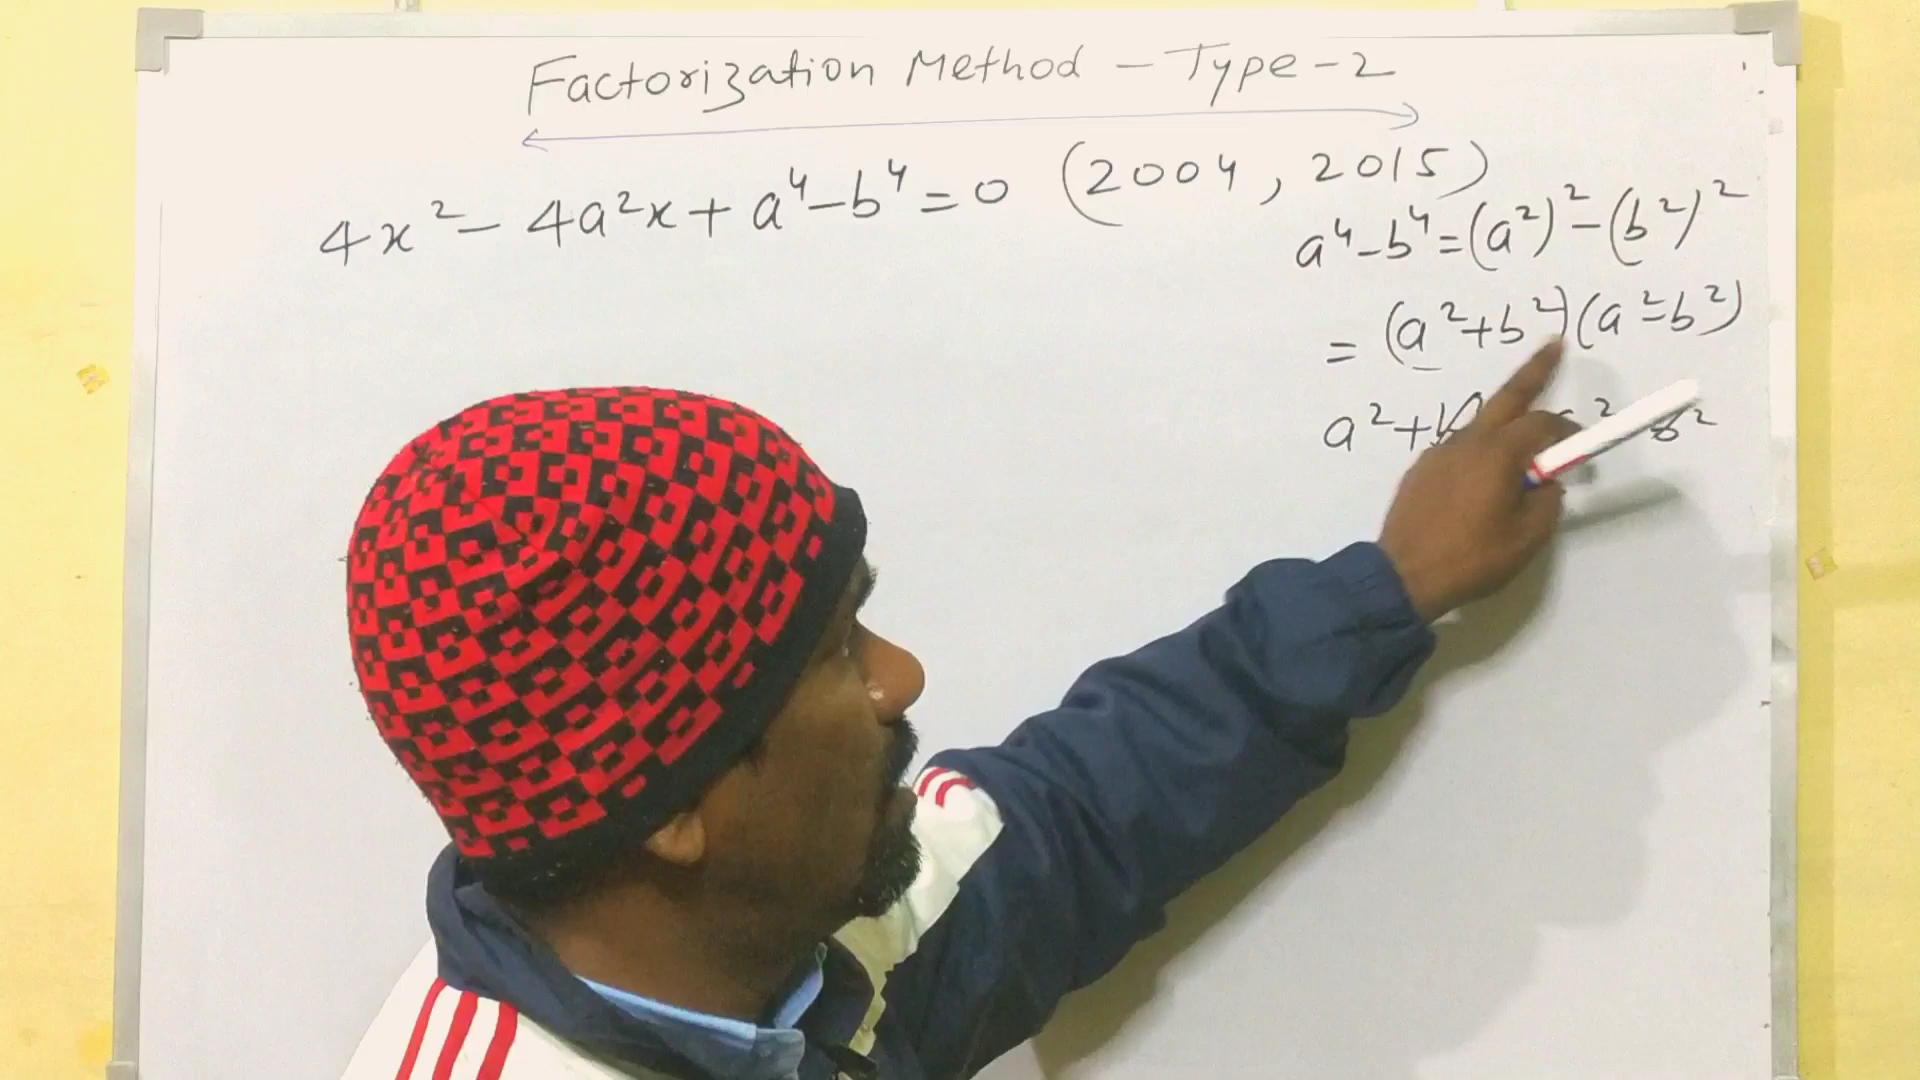 Factorization Method - Type-2
4x² - 4a²x + a⁴ - b⁴ = 0 (2004, 2015)
a⁴ - b⁴ = (a²)² - (b²)²
= (a²+b²)(a²-b²)
a²+